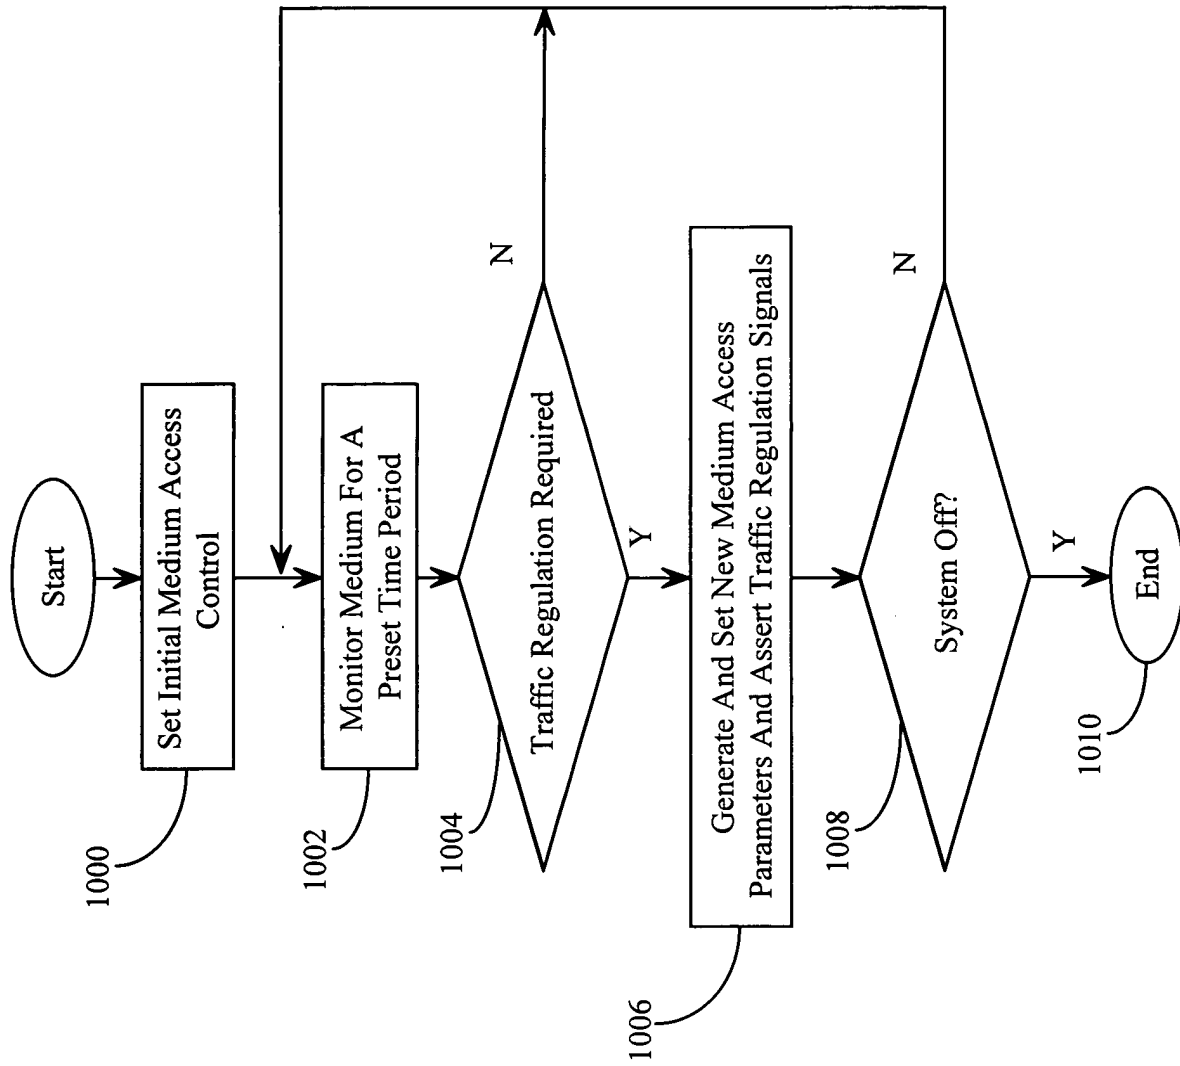 Start
Set Initial Medium Access
Control
1000
Monitor Medium For A
Preset Time Period
1002
Traffic Regulation Required
1004
N
Y
Generate And Set New Medium Access
Parameters And Assert Traffic Regulation Signals
1006
System Off?
1008
N
Y
End
1010